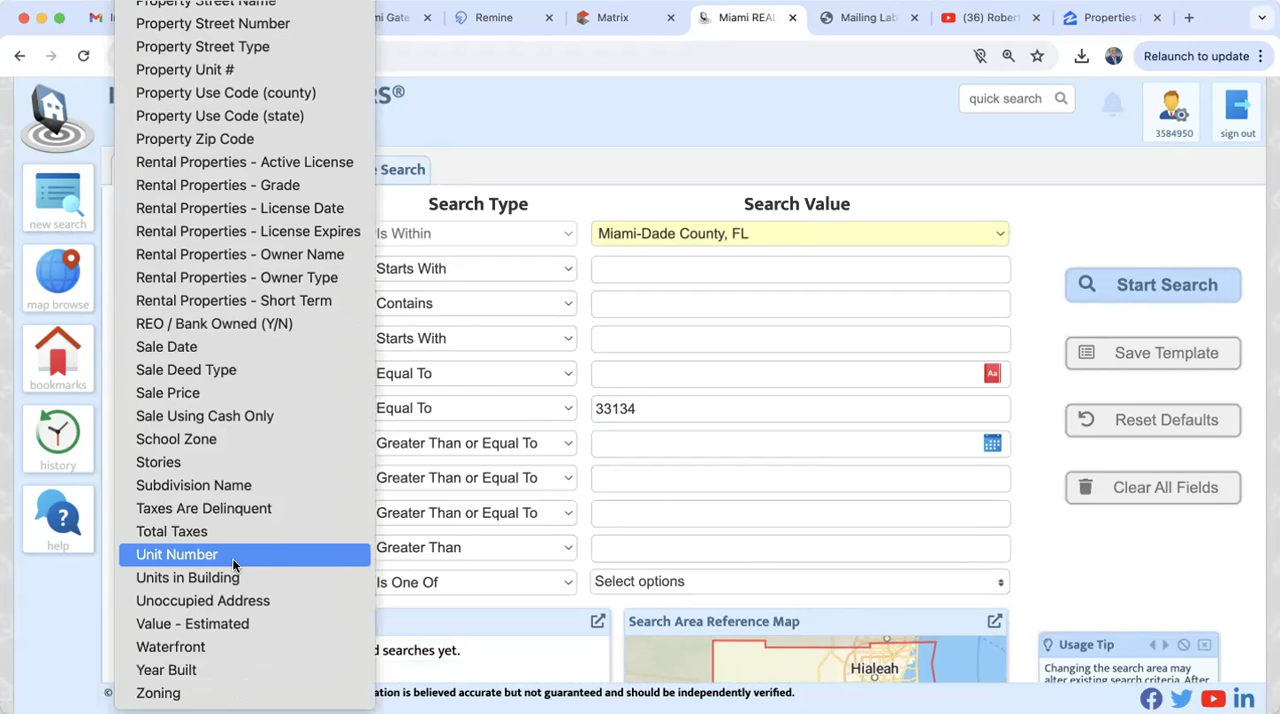 mi Gate
Remine
Matrix
Miami REAL
Mailing Lab
(36) Rober
Properties
Relaunch to update
Property Street Name
Property Street Number
Property Street Type
Property Unit #
Property Use Code (county)
Property Use Code (state)
Property Zip Code
Rental Properties - Active License
Rental Properties - Grade
Rental Properties - License Date
Rental Properties - License Expires
Rental Properties - Owner Name
Rental Properties - Owner Type
Rental Properties - Short Term
REO / Bank Owned (Y/N)
Sale Date
Sale Deed Type
Sale Price
Sale Using Cash Only
School Zone
Stories
Subdivision Name
Taxes Are Delinquent
Total Taxes
Unit Number
Units in Building
Unoccupied Address
Value - Estimated
Waterfront
Year Built
Zoning
RS®
quick search
3584950
sign out
new search
map browse
bookmarks
history
help
e Search
Search Type
Search Value
Is Within
Miami-Dade County, FL
Starts With
Contains
Starts With
Equal To
Aa
Equal To
33134
Greater Than or Equal To
Greater Than or Equal To
Greater Than or Equal To
Greater Than
Is One Of
Select options
Start Search
Save Template
Reset Defaults
Clear All Fields
d searches yet.
Search Area Reference Map
Hialeah
Usage Tip
Changing the search area may
alter existing search criteria. After
©
ation is believed accurate but not guaranteed and should be independently verified.